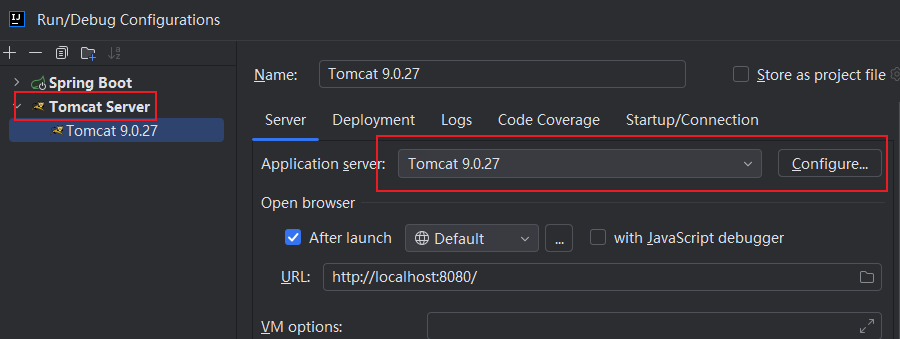 Run/Debug Configurations
Spring Boot
Tomcat Server
Tomcat 9.0.27
Name: Tomcat 9.0.27 Store as project file
Server Deployment Logs Code Coverage Startup/Connection
Application server: Tomcat 9.0.27 Configure...
Open browser
After launch Default ... with JavaScript debugger
URL: http://localhost:8080/
VM options: